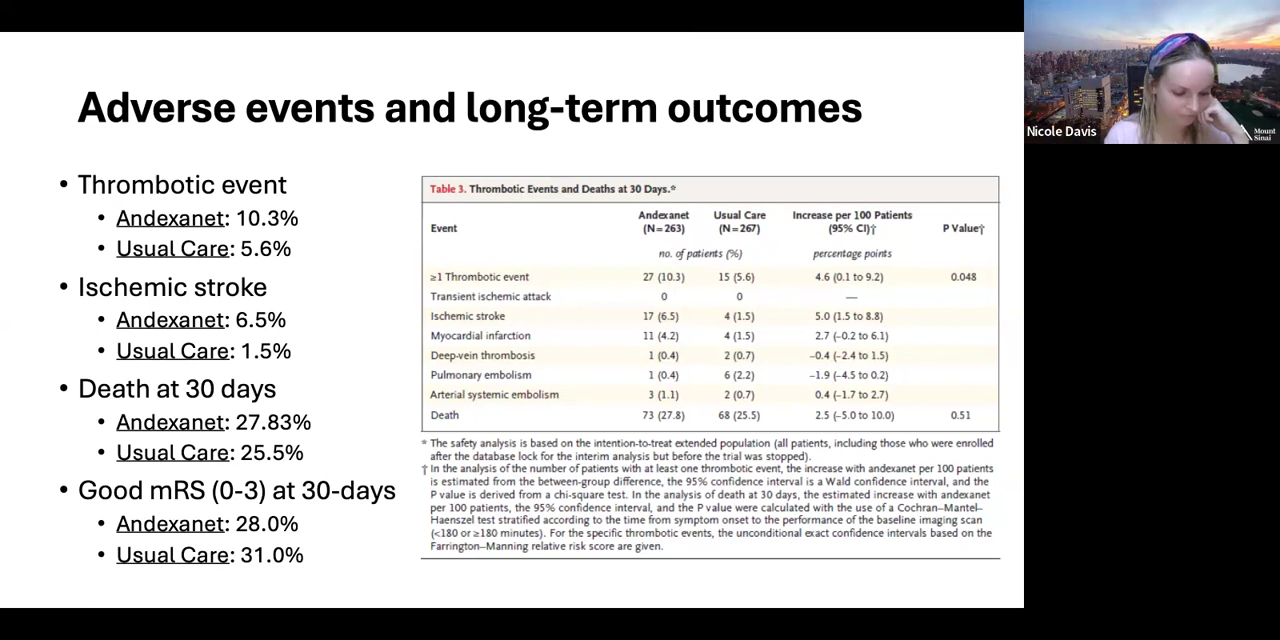 Adverse events and long-term outcomes
• Thrombotic event
• Andexanet: 10.3%
• Usual Care: 5.6%
• Ischemic stroke
• Andexanet: 6.5%
• Usual Care: 1.5%
• Death at 30 days
• Andexanet: 27.83%
• Usual Care: 25.5%
• Good mRS (0-3) at 30-days
• Andexanet: 28.0%
• Usual Care: 31.0%
Table 3. Thrombotic Events and Deaths at 30 Days.*
Event Andexanet (N=263) Usual Care (N=267) Increase per 100 Patients (95% CI)† P Value†
no. of patients (%) percentage points
≥1 Thrombotic event 27 (10.3) 15 (5.6) 4.6 (0.1 to 9.2) 0.048
Transient ischemic attack 0 0 —
Ischemic stroke 17 (6.5) 4 (1.5) 5.0 (1.5 to 8.8)
Myocardial infarction 11 (4.2) 4 (1.5) 2.7 (−0.2 to 6.1)
Deep-vein thrombosis 1 (0.4) 2 (0.7) −0.4 (−2.4 to 1.5)
Pulmonary embolism 1 (0.4) 6 (2.2) −1.9 (−4.5 to 0.2)
Arterial systemic embolism 3 (1.1) 2 (0.7) 0.4 (−1.7 to 2.7)
Death 73 (27.8) 68 (25.5) 2.5 (−5.0 to 10.0) 0.51
* The safety analysis is based on the intention-to-treat extended population (all patients, including those who were enrolled
after the database lock for the interim analysis but before the trial was stopped).
† In the analysis of the number of patients with at least one thrombotic event, the increase with andexanet per 100 patients
is estimated from the between-group difference, the 95% confidence interval is a Wald confidence interval, and the
P value is derived from a chi-square test. In the analysis of death at 30 days, the estimated increase with andexanet
per 100 patients, the 95% confidence interval, and the P value were calculated with the use of a Cochran–Mantel–
Haenszel test stratified according to the time from symptom onset to the performance of the baseline imaging scan
(<180 or ≥180 minutes). For the specific thrombotic events, the unconditional exact confidence intervals based on the
Farrington–Manning relative risk score are given.
Nicole Davis
Mount
Sinai